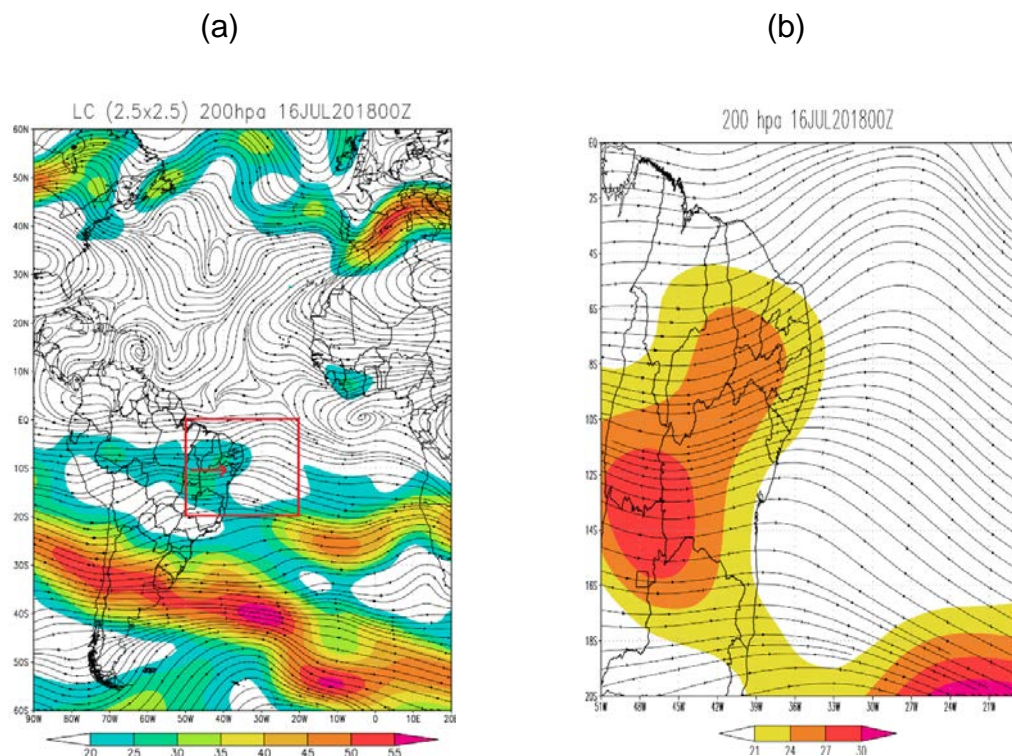 (a)
(b)
LC (2.5x2.5) 200hpa 16JUL201800Z
60N
50N
40N
30N
20N
10N
EQ
10S
20S
30S
40S
50S
60S
90W 80W 70W 60W 50W 40W 30W 20W 10W 0 10E 20E
20 25 30 35 40 45 50 55
200 hpa 16JUL201800Z
EQ
2S
4S
6S
8S
10S
12S
14S
16S
18S
20S
51W 48W 45W 42W 39W 36W 33W 30W 27W 24W 21W
21 24 27 30